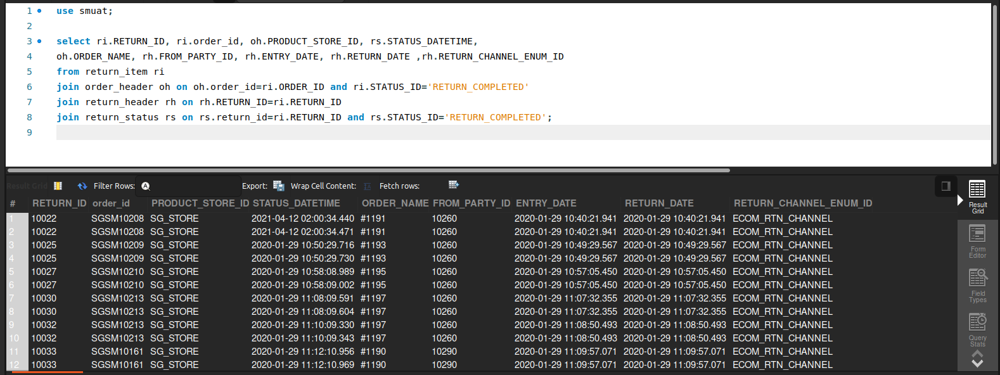 1 use smuat;
2
3 select ri.RETURN_ID, ri.order_id, oh.PRODUCT_STORE_ID, rs.STATUS_DATETIME,
4 oh.ORDER_NAME, rh.FROM_PARTY_ID, rh.ENTRY_DATE, rh.RETURN_DATE ,rh.RETURN_CHANNEL_ENUM_ID
5 from return_item ri
6 join order_header oh on oh.order_id=ri.ORDER_ID and ri.STATUS_ID='RETURN_COMPLETED'
7 join return_header rh on rh.RETURN_ID=ri.RETURN_ID
8 join return_status rs on rs.return_id=ri.RETURN_ID and rs.STATUS_ID='RETURN_COMPLETED';
9
Result Grid Filter Rows: Export: Wrap Cell Content: Fetch rows:
# RETURN_ID order_id PRODUCT_STORE_ID STATUS_DATETIME ORDER_NAME FROM_PARTY_ID ENTRY_DATE RETURN_DATE RETURN_CHANNEL_ENUM_ID
1 10022 SGSM10208 SG_STORE 2021-04-12 02:00:34.440 #1191 10260 2020-01-29 10:40:21.941 2020-01-29 10:40:21.941 ECOM_RTN_CHANNEL
2 10022 SGSM10208 SG_STORE 2021-04-12 02:00:34.471 #1191 10260 2020-01-29 10:40:21.941 2020-01-29 10:40:21.941 ECOM_RTN_CHANNEL
3 10025 SGSM10209 SG_STORE 2020-01-29 10:50:29.716 #1193 10260 2020-01-29 10:49:29.567 2020-01-29 10:49:29.567 ECOM_RTN_CHANNEL
4 10025 SGSM10209 SG_STORE 2020-01-29 10:50:29.730 #1193 10260 2020-01-29 10:49:29.567 2020-01-29 10:49:29.567 ECOM_RTN_CHANNEL
5 10027 SGSM10210 SG_STORE 2020-01-29 10:58:08.989 #1195 10260 2020-01-29 10:57:05.450 2020-01-29 10:57:05.450 ECOM_RTN_CHANNEL
6 10027 SGSM10210 SG_STORE 2020-01-29 10:58:09.002 #1195 10260 2020-01-29 10:57:05.450 2020-01-29 10:57:05.450 ECOM_RTN_CHANNEL
7 10030 SGSM10213 SG_STORE 2020-01-29 11:08:09.591 #1197 10260 2020-01-29 11:07:32.355 2020-01-29 11:07:32.355 ECOM_RTN_CHANNEL
8 10030 SGSM10213 SG_STORE 2020-01-29 11:08:09.604 #1197 10260 2020-01-29 11:07:32.355 2020-01-29 11:07:32.355 ECOM_RTN_CHANNEL
9 10032 SGSM10213 SG_STORE 2020-01-29 11:10:09.330 #1197 10260 2020-01-29 11:08:50.493 2020-01-29 11:08:50.493 ECOM_RTN_CHANNEL
10 10032 SGSM10213 SG_STORE 2020-01-29 11:10:09.343 #1197 10260 2020-01-29 11:08:50.493 2020-01-29 11:08:50.493 ECOM_RTN_CHANNEL
11 10033 SGSM10161 SG_STORE 2020-01-29 11:12:10.956 #1190 10290 2020-01-29 11:09:57.071 2020-01-29 11:09:57.071 ECOM_RTN_CHANNEL
12 10033 SGSM10161 SG_STORE 2020-01-29 11:12:10.969 #1190 10290 2020-01-29 11:09:57.071 2020-01-29 11:09:57.071 ECOM_RTN_CHANNEL
Result
Grid
Form
Editor
Field
Types
Query
Stats